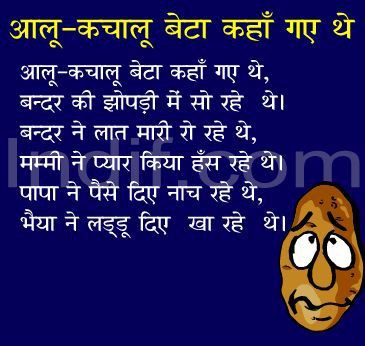 आलू-कचालू बेटा कहाँ गए थे
आलू-कचालू बेटा कहाँ गए थे,
बन्दर की झोपड़ी में सो रहे थे।
बन्दर ने लात मारी रो रहे थे,
मम्मी ने प्यार किया हँस रहे थे।
पापा ने पैसे दिए नाच रहे थे,
भैया ने लड्डू दिए खा रहे थे।
Indif.com